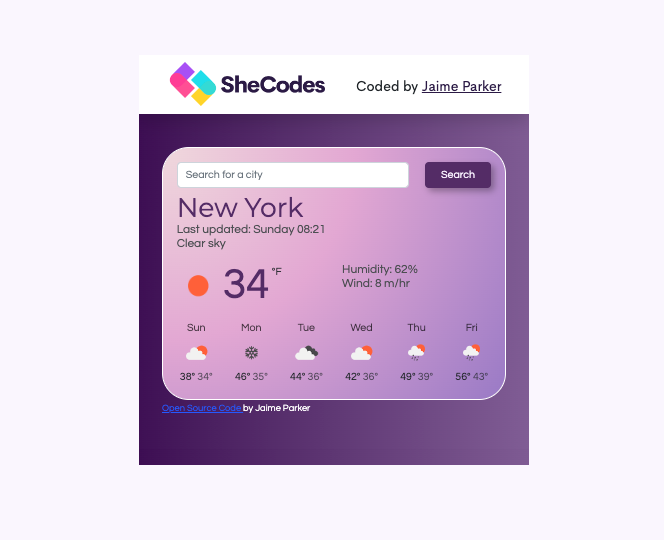 SheCodes
Coded by Jaime Parker
Search for a city
Search
New York
Last updated: Sunday 08:21
Clear sky
34 °F
Humidity: 62%
Wind: 8 m/hr
Sun Mon Tue Wed Thu Fri
38° 34° 46° 35° 44° 36° 42° 36° 49° 39° 56° 43°
Open Source Code by Jaime Parker